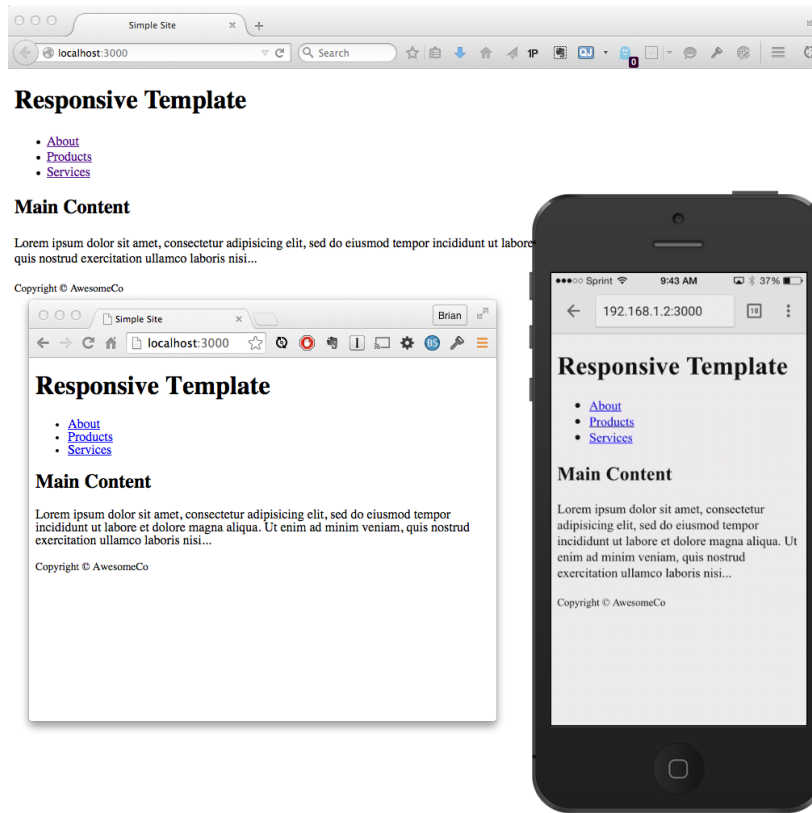 Simple Site
localhost:3000
Search
1P
0
Responsive Template
About
Products
Services
Main Content
Lorem ipsum dolor sit amet, consectetur adipisicing elit, sed do eiusmod tempor incididunt ut labore
quis nostrud exercitation ullamco laboris nisi...
Copyright © AwesomeCo
Simple Site
Brian
localhost:3000
I
BS
Responsive Template
About
Products
Services
Main Content
Lorem ipsum dolor sit amet, consectetur adipisicing elit, sed do eiusmod tempor
incididunt ut labore et dolore magna aliqua. Ut enim ad minim veniam, quis nostrud
exercitation ullamco laboris nisi...
Copyright © AwesomeCo
Sprint 9:43 AM 37%
192.168.1.2:3000
18
Responsive Template
About
Products
Services
Main Content
Lorem ipsum dolor sit amet, consectetur
adipisicing elit, sed do eiusmod tempor
incididunt ut labore et dolore magna aliqua. Ut
enim ad minim veniam, quis nostrud
exercitation ullamco laboris nisi...
Copyright © AwesomeCo